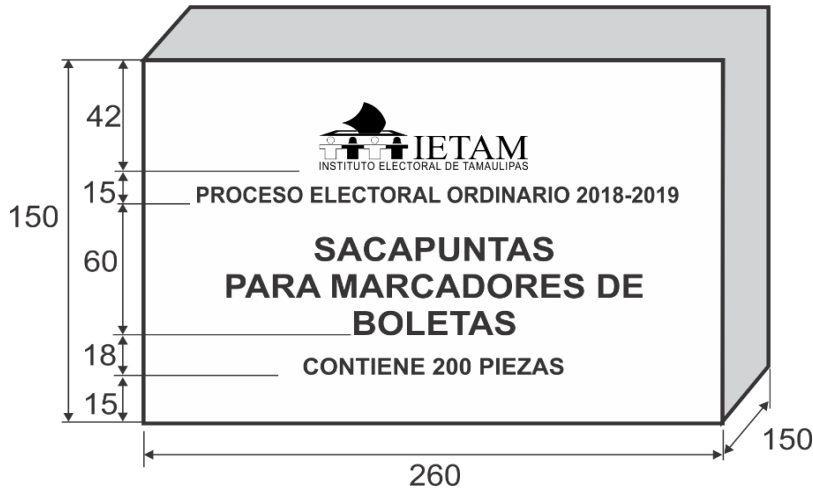 IETAM
INSTITUTO ELECTORAL DE TAMAULIPAS
PROCESO ELECTORAL ORDINARIO 2018-2019
SACAPUNTAS
PARA MARCADORES DE
BOLETAS
CONTIENE 200 PIEZAS
150
42
15
60
18
15
260
150